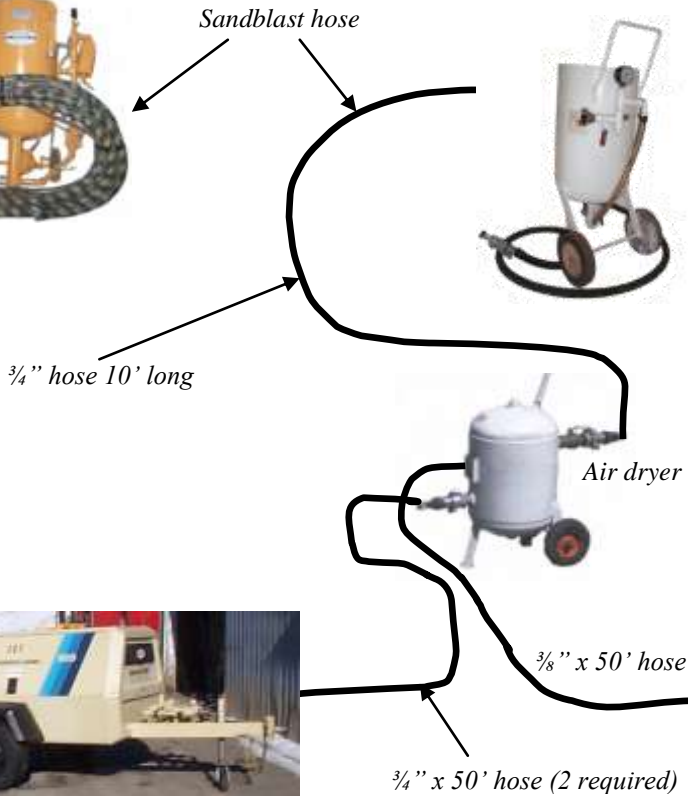 Sandblast hose
¾” hose 10’ long
Air dryer
⅜” x 50’ hose
¾” x 50’ hose (2 required)